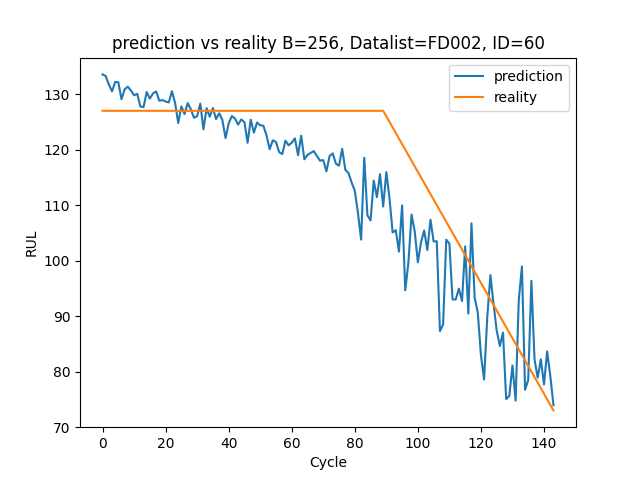 prediction vs reality B=256, Datalist=FD002, ID=60
prediction
reality
RUL
130
120
110
100
90
80
70
0 20 40 60 80 100 120 140
Cycle